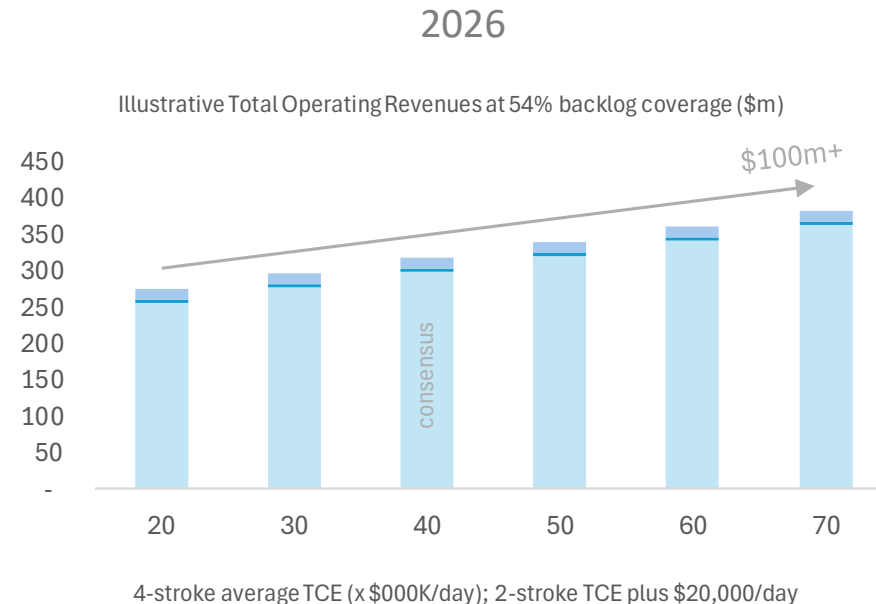 2026
Illustrative Total Operating Revenues at 54% backlog coverage ($m)
$100m+
450
400
350
300
250
200
150
100
50
-
consensus
20 30 40 50 60 70
4-stroke average TCE (x $000K/day); 2-stroke TCE plus $20,000/day